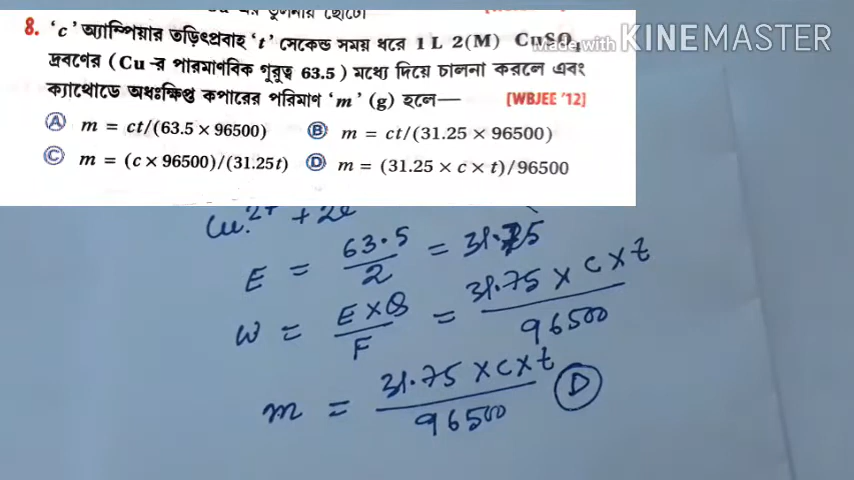 8. ‘c’ অ্যাম্পিয়ার তড়িৎপ্রবাহ ‘t’ সেকেন্ড সময় ধরে 1 L 2(M) CuSO4
Made with KINEMASTER
দ্রবণের (Cu-র পারমাণবিক গুরুত্ব 63.5) মধ্যে দিয়ে চালনা করলে এবং
ক্যাথোডে অধঃক্ষিপ্ত কপারের পরিমাণ ‘m’ (g) হলে— [WBJEE '12]
Ⓐ m = ct/(63.5 × 96500) Ⓑ m = ct/(31.25 × 96500)
Ⓒ m = (c × 96500)/(31.25t) Ⓓ m = (31.25 × c × t)/96500
Cu2+ + 2e
E = 63.5/2 = 31.75
W = E×Q/F = 31.75 × c × t/96500
m = 31.75 × c × t/96500 Ⓓ